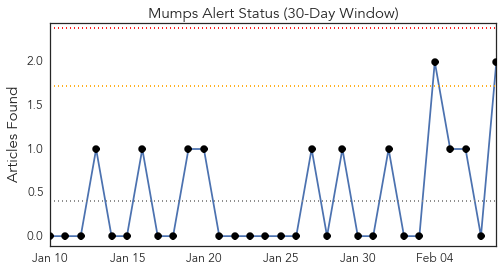 Mumps Alert Status (30-Day Window)
Articles Found
2.0
1.5
1.0
0.5
0.0
Jan 10 Jan 15 Jan 20 Jan 25 Jan 30 Feb 04